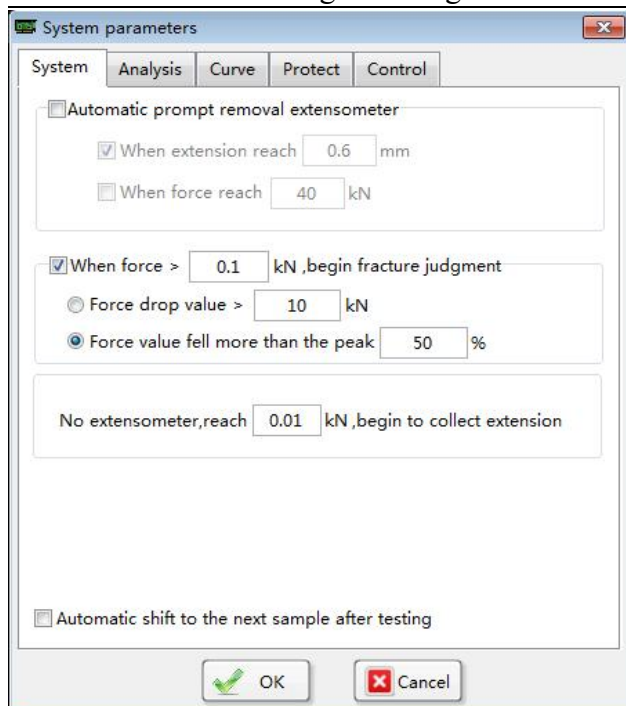 System parameters
System Analysis Curve Protect Control
Automatic prompt removal extensometer
When extension reach 0.6 mm
When force reach 40 kN
When force > 0.1 kN ,begin fracture judgment
Force drop value > 10 kN
Force value fell more than the peak 50 %
No extensometer,reach 0.01 kN ,begin to collect extension
Automatic shift to the next sample after testing
OK Cancel